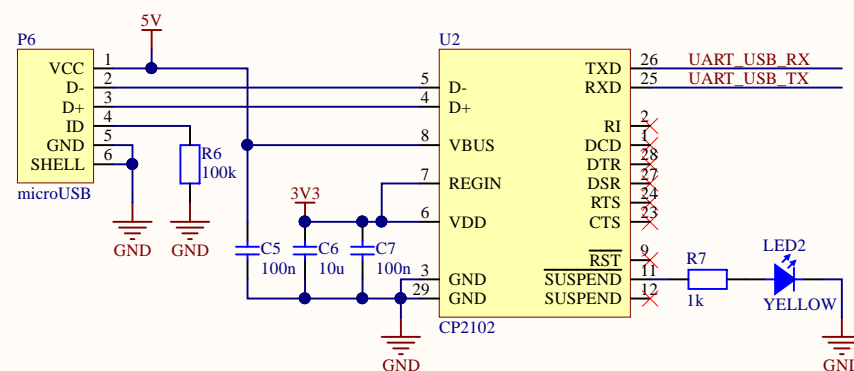 5V
P6
VCC 1
D- 2
D+ 3
ID 4
GND 5
SHELL 6
microUSB
GND
GND
R6
100k
3V3
C5
100n
C6
10u
C7
100n
GND
U2
5 D-
4 D+
8 VBUS
7 REGIN
6 VDD
3 GND
29 GND
CP2102
TXD 26 UART_USB_RX
RXD 25 UART_USB_TX
RI 2
DCD 1
DTR 28
DSR 27
RTS 24
CTS 23
RST 9
SUSPEND 11
SUSPEND 12
R7
1k
LED2
YELLOW
GND